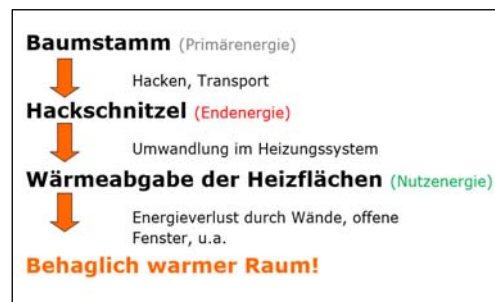 Baumstamm (Primärenergie)
Hacken, Transport
Hackschnitzel (Endenergie)
Umwandlung im Heizungssystem
Wärmeabgabe der Heizflächen (Nutzenergie)
Energieverlust durch Wände, offene
Fenster, u.a.
Behaglich warmer Raum!